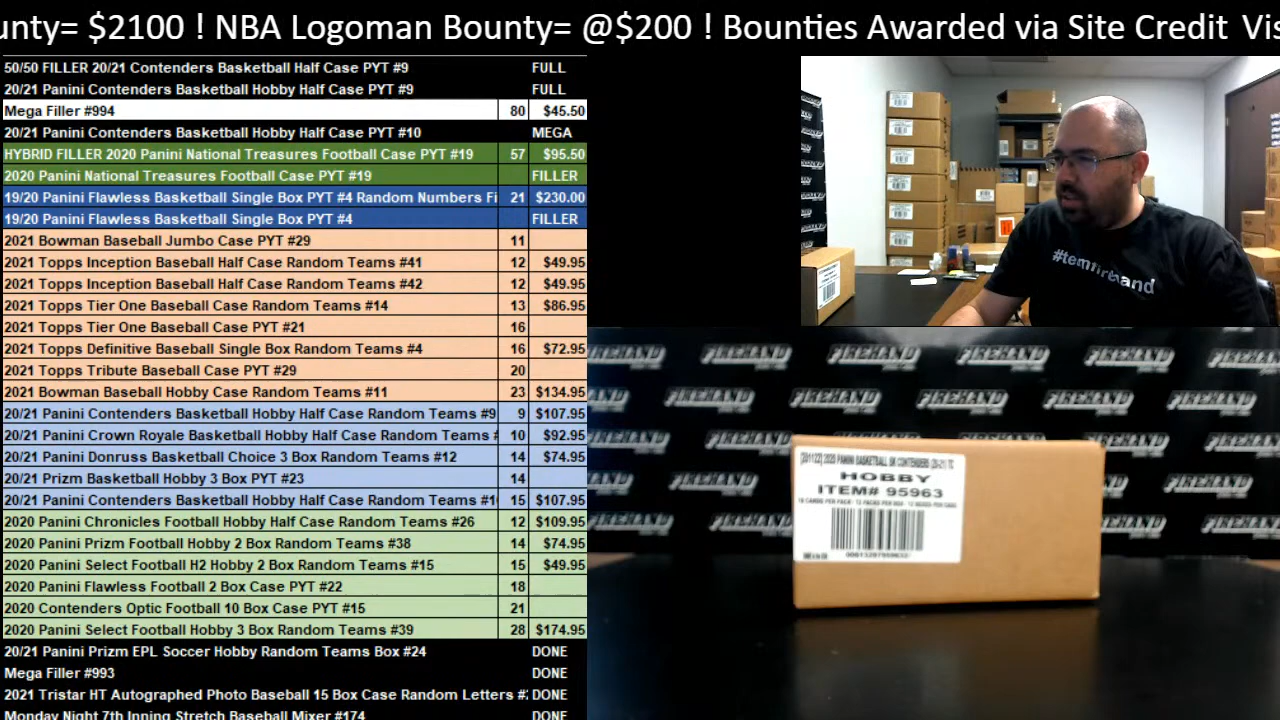 unty= $2100 ! NBA Logoman Bounty= @$200 ! Bounties Awarded via Site Credit Vis
50/50 FILLER 20/21 Contenders Basketball Half Case PYT #9 FULL
20/21 Panini Contenders Basketball Hobby Half Case PYT #9 FULL
Mega Filler #994 80 $45.50
20/21 Panini Contenders Basketball Hobby Half Case PYT #10 MEGA
HYBRID FILLER 2020 Panini National Treasures Football Case PYT #19 57 $95.50
2020 Panini National Treasures Football Case PYT #19 FILLER
19/20 Panini Flawless Basketball Single Box PYT #4 Random Numbers Fi 21 $230.00
19/20 Panini Flawless Basketball Single Box PYT #4 FILLER
2021 Bowman Baseball Jumbo Case PYT #29 11
2021 Topps Inception Baseball Half Case Random Teams #41 12 $49.95
2021 Topps Inception Baseball Half Case Random Teams #42 12 $49.95
2021 Topps Tier One Baseball Case Random Teams #14 13 $86.95
2021 Topps Tier One Baseball Case PYT #21 16
2021 Topps Definitive Baseball Single Box Random Teams #4 16 $72.95
2021 Topps Tribute Baseball Case PYT #29 20
2021 Bowman Baseball Hobby Case Random Teams #11 23 $134.95
20/21 Panini Contenders Basketball Hobby Half Case Random Teams #9 9 $107.95
20/21 Panini Crown Royale Basketball Hobby Half Case Random Teams # 10 $92.95
20/21 Panini Donruss Basketball Choice 3 Box Random Teams #12 14 $74.95
20/21 Prizm Basketball Hobby 3 Box PYT #23 14
20/21 Panini Contenders Basketball Hobby Half Case Random Teams #1 15 $107.95
2020 Panini Chronicles Football Hobby Half Case Random Teams #26 12 $109.95
2020 Panini Prizm Football Hobby 2 Box Random Teams #38 14 $74.95
2020 Panini Select Football H2 Hobby 2 Box Random Teams #15 15 $49.95
2020 Panini Flawless Football 2 Box Case PYT #22 18
2020 Contenders Optic Football 10 Box Case PYT #15 21
2020 Panini Select Football Hobby 3 Box Random Teams #39 28 $174.95
20/21 Panini Prizm EPL Soccer Hobby Random Teams Box #24 DONE
Mega Filler #993 DONE
2021 Tristar HT Autographed Photo Baseball 15 Box Case Random Letters # DONE
Monday Night 7th Inning Stretch Baseball Mixer #174 DONE
FIREHAND
2020 PANINI BASKETBALL
HOBBY
ITEM# 95963